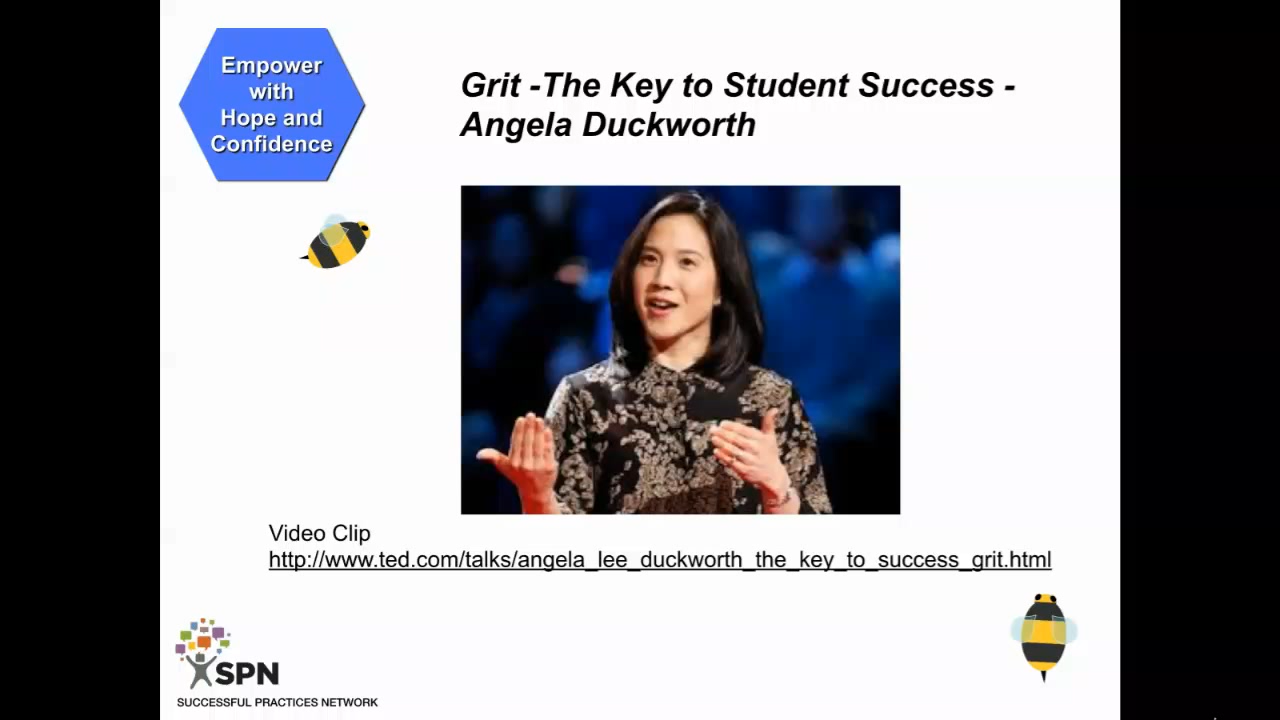 Empower
with
Hope and
Confidence
Grit -The Key to Student Success -
Angela Duckworth
Video Clip
http://www.ted.com/talks/angela_lee_duckworth_the_key_to_success_grit.html
SPN
SUCCESSFUL PRACTICES NETWORK